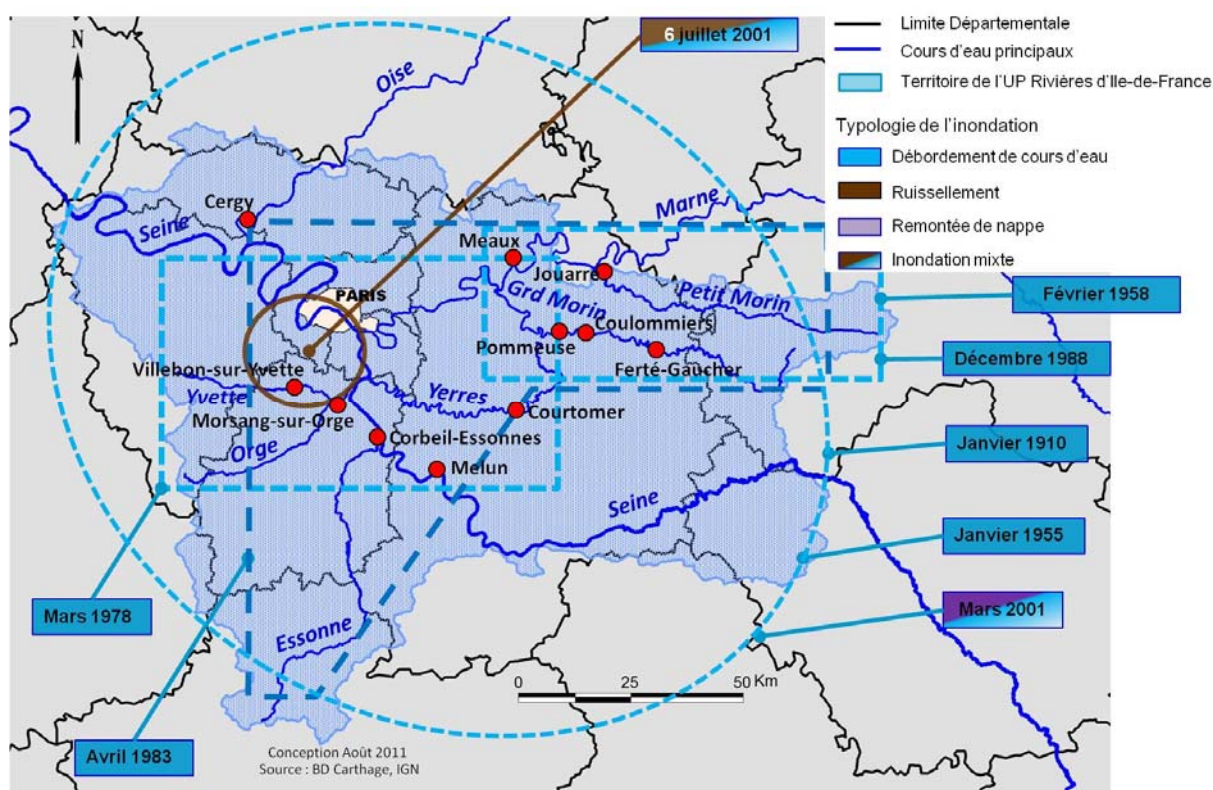 6 juillet 2001
Limite Départementale
Cours d'eau principaux
Territoire de l'UP Rivières d'Ile-de-France
Typologie de l'inondation
Débordement de cours d'eau
Ruissellement
Remontée de nappe
Inondation mixte
N
Oise
Cergy
Seine
Marne
Meaux
Jouarre
Petit Morin
Grd Morin
PARIS
Coulommiers
Pommeuse
Ferté-Gaucher
Villebon-sur-Yvette
Yvette
Yerres
Courtomer
Morsang-sur-Orge
Orge
Corbeil-Essonnes
Melun
Seine
Essonne
Février 1958
Décembre 1988
Janvier 1910
Janvier 1955
Mars 2001
Mars 1978
Avril 1983
0 25 50 Km
Conception Août 2011
Source : BD Carthage, IGN